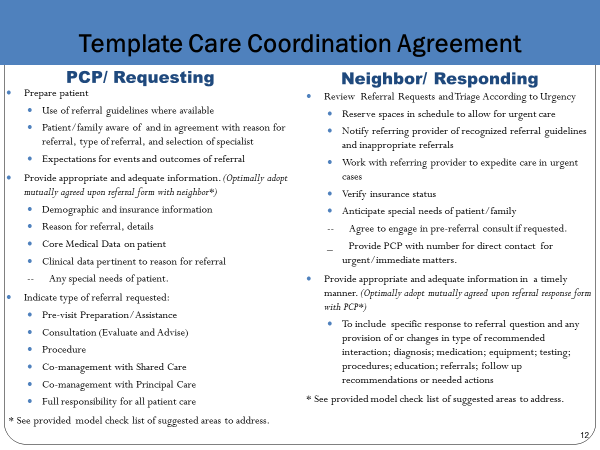 Template Care Coordination Agreement
PCP/ Requesting
• Prepare patient
• Use of referral guidelines where available
• Patient/family aware of and in agreement with reason for
referral, type of referral, and selection of specialist
• Expectations for events and outcomes of referral
• Provide appropriate and adequate information. (Optimally adopt
mutually agreed upon referral form with neighbor*)
• Demographic and insurance information
• Reason for referral, details
• Core Medical Data on patient
• Clinical data pertinent to reason for referral
-- Any special needs of patient.
• Indicate type of referral requested:
• Pre-visit Preparation/Assistance
• Consultation (Evaluate and Advise)
• Procedure
• Co-management with Shared Care
• Co-management with Principal Care
• Full responsibility for all patient care
* See provided model check list of suggested areas to address.
Neighbor/ Responding
• Review Referral Requests and Triage According to Urgency
• Reserve spaces in schedule to allow for urgent care
• Notify referring provider of recognized referral guidelines
and inappropriate referrals
• Work with referring provider to expedite care in urgent
cases
• Verify insurance status
• Anticipate special needs of patient/family
-- Agree to engage in pre-referral consult if requested.
_ Provide PCP with number for direct contact for
urgent/immediate matters.
• Provide appropriate and adequate information in a timely
manner. (Optimally adopt mutually agreed upon referral response form
with PCP*)
• To include specific response to referral question and any
provision of or changes in type of recommended
interaction; diagnosis; medication; equipment; testing;
procedures; education; referrals; follow up
recommendations or needed actions
* See provided model check list of suggested areas to address.
12